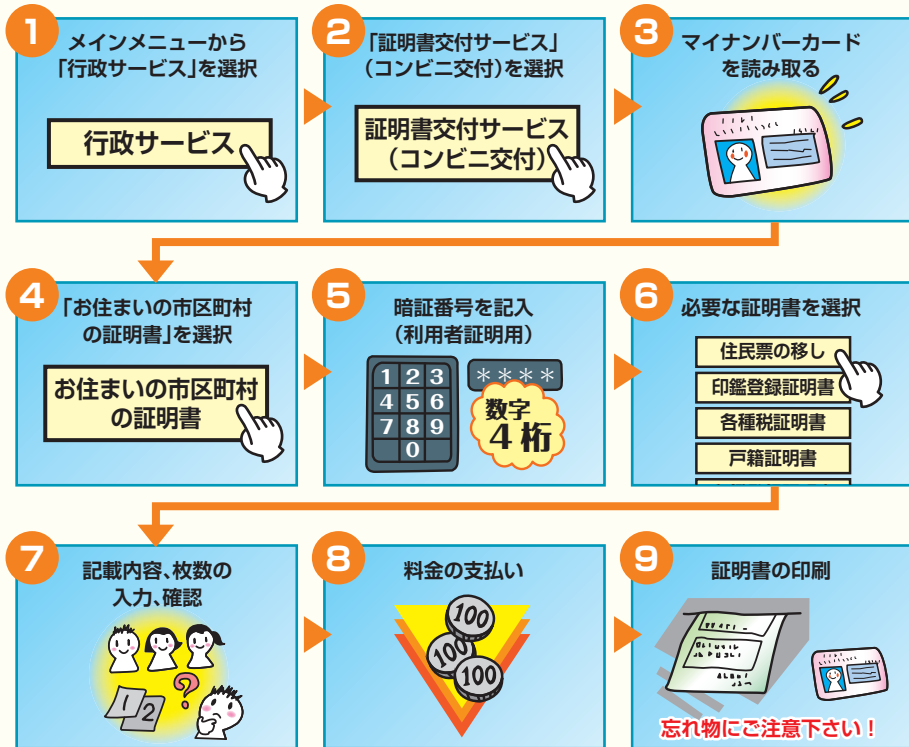 1
メインメニューから
「行政サービス」を選択
行政サービス
2
「証明書交付サービス」
(コンビニ交付)を選択
証明書交付サービス
(コンビニ交付)
3
マイナンバーカード
を読み取る
4
「お住まいの市区町村
の証明書」を選択
お住まいの市区町村
の証明書
5
暗証番号を記入
(利用者証明用)
1 2 3
4 5 6
7 8 9
0
＊＊＊＊
数字
4桁
6
必要な証明書を選択
住民票の移し
印鑑登録証明書
各種税証明書
戸籍証明書
7
記載内容、枚数の
入力、確認
1
2
?
8
料金の支払い
100
100
100
9
証明書の印刷
忘れ物にご注意下さい！